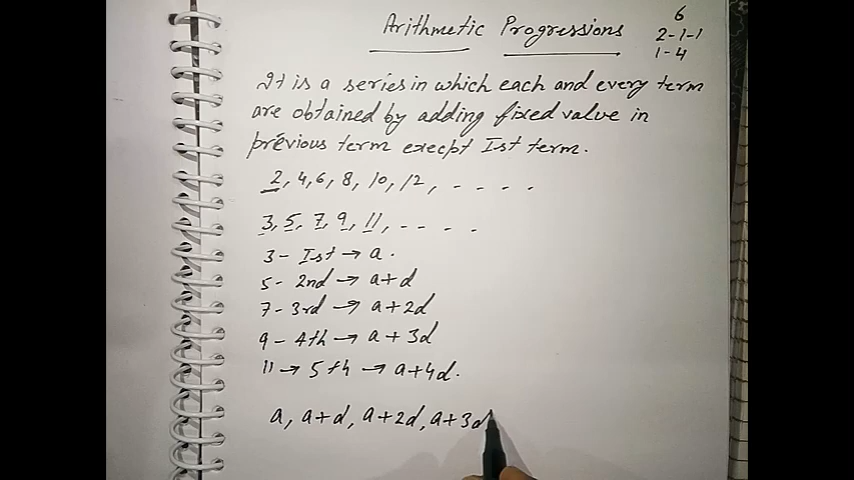 Arithmetic Progressions
6
2-1-1
1-4
It is a series in which each and every term
are obtained by adding fixed value in
previous term execpt Ist term.
2, 4, 6, 8, 10, 12, - - - -
3, 5, 7, 9, 11, - - - -
3 - Ist → a.
5 - 2nd → a+d
7 - 3rd → a+2d
9 - 4th → a+3d
11 → 5th → a+4d.
a, a+d, a+2d, a+3d